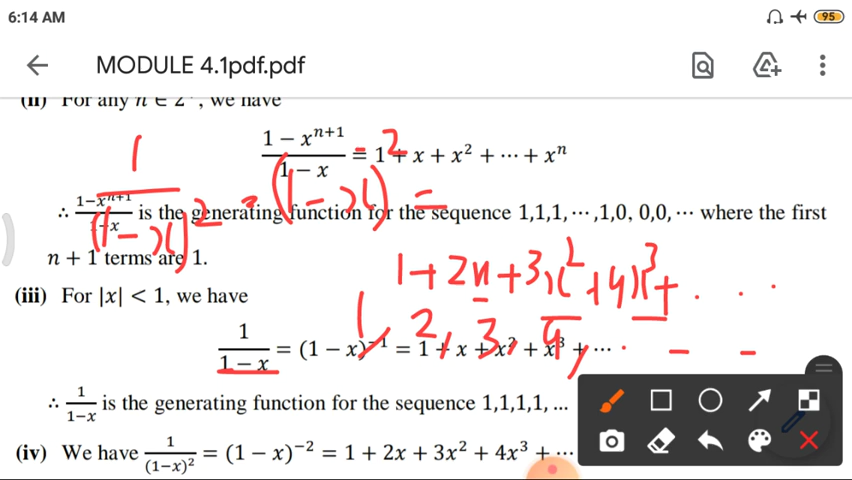 6:14 AM 95
MODULE 4.1pdf.pdf
(ii) For any n ∈ Z⁺, we have
(1 − xⁿ⁺¹)/(1 − x) = 1 + x + x² + ⋯ + xⁿ
∴ (1−xⁿ⁺¹)/(1−x) is the generating function for the sequence 1,1,1, ⋯ ,1,0, 0,0, ⋯ where the first
n + 1 terms are 1.
1/(1-x)² = (1-x)⁻² =
1+2x+3x²+4x³+ . . .
1, 2, 3, 4, . – –
(iii) For |x| < 1, we have
1/(1 − x) = (1 − x)⁻¹ = 1 + x + x² + x³ + ⋯
∴ 1/(1−x) is the generating function for the sequence 1,1,1,1, ...
(iv) We have 1/(1−x)² = (1 − x)⁻² = 1 + 2x + 3x² + 4x³ + ⋯